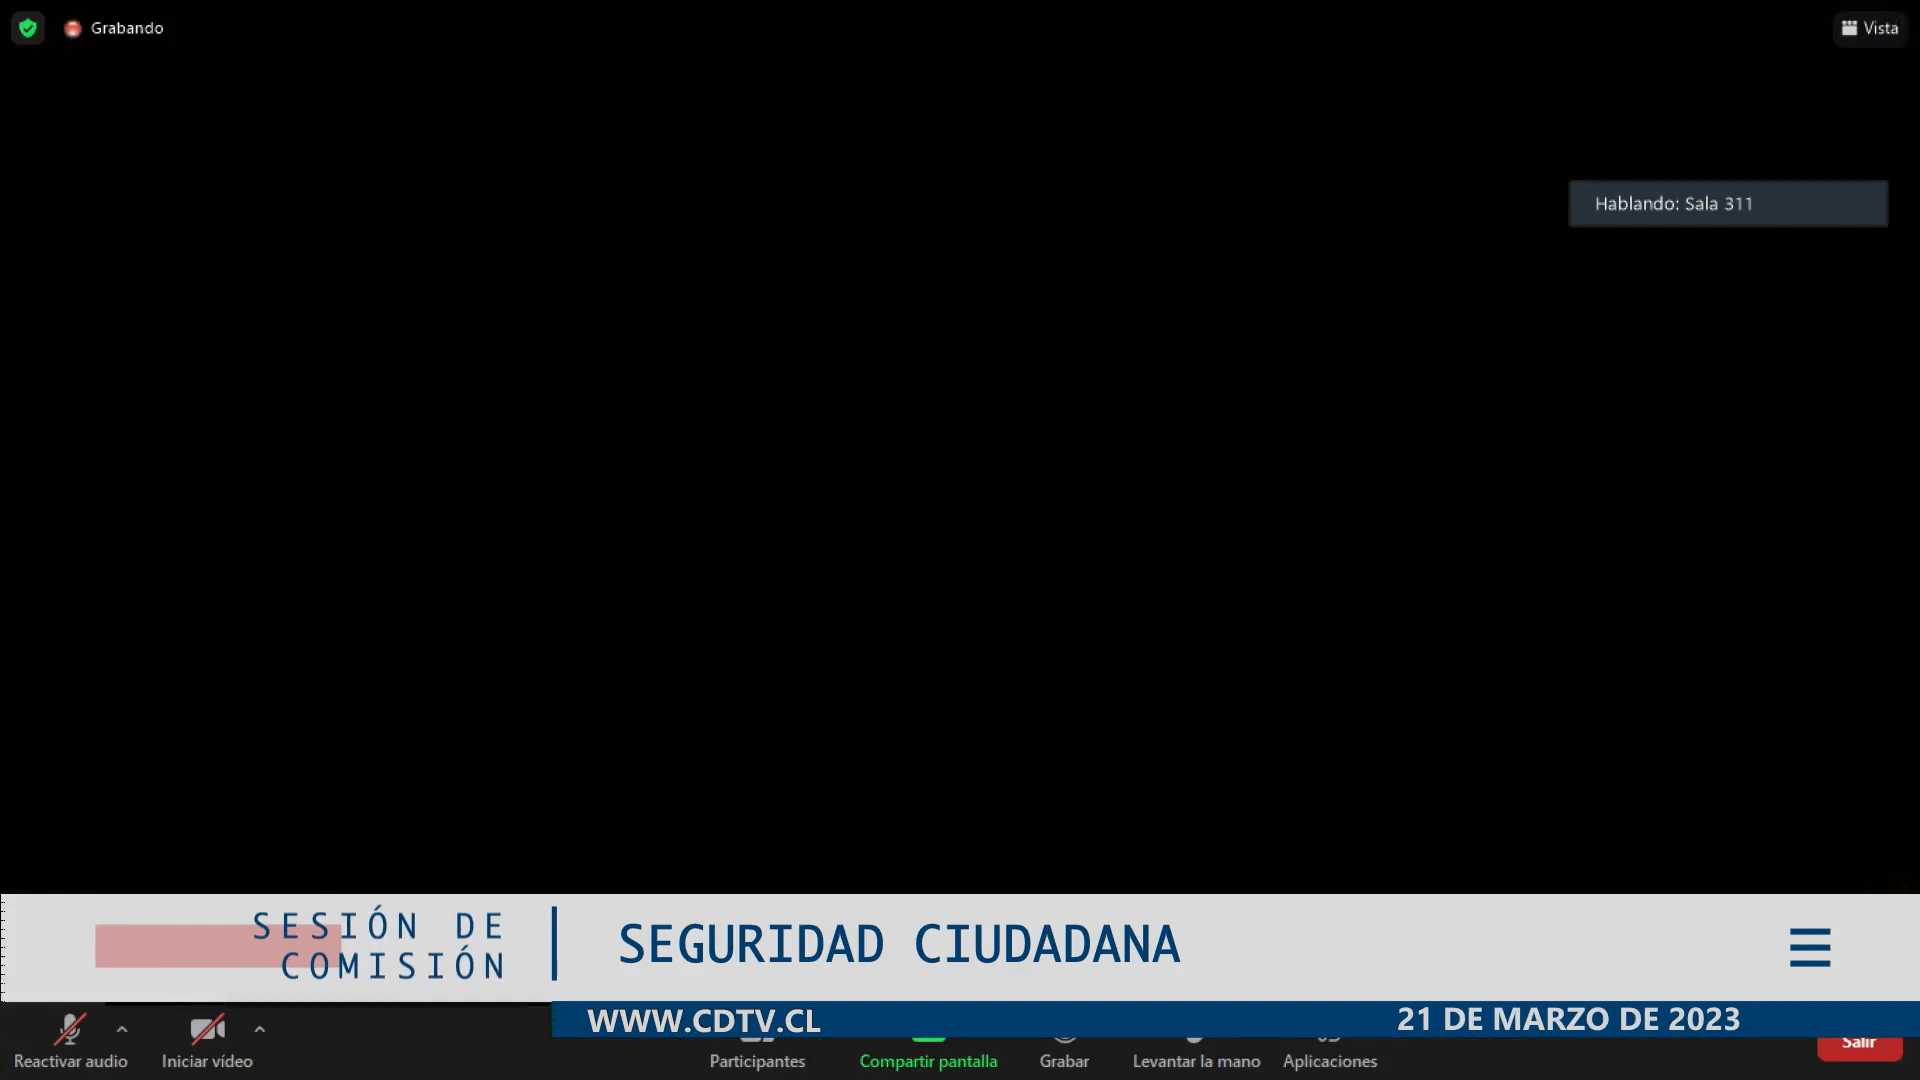 Grabando
Vista
Hablando: Sala 311
SESIÓN DE
COMISIÓN
SEGURIDAD CIUDADANA
WWW.CDTV.CL
21 DE MARZO DE 2023
Reactivar audio
Iniciar vídeo
Participantes
Compartir pantalla
Grabar
Levantar la mano
Aplicaciones
Salir